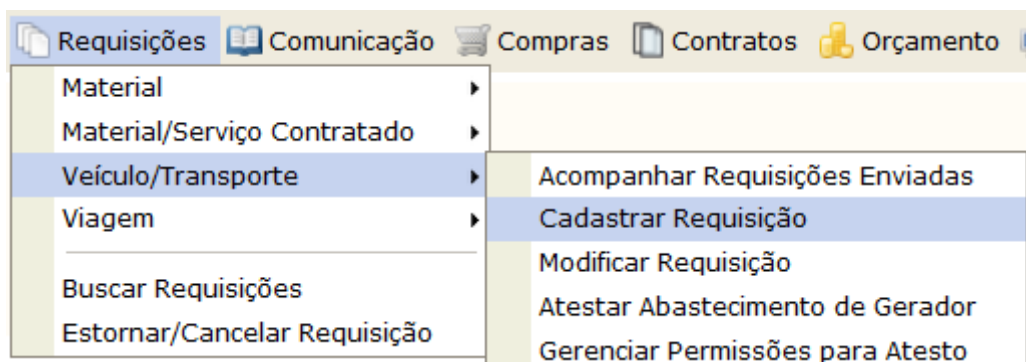 Requisições Comunicação Compras Contratos Orçamento
Material
Material/Serviço Contratado
Veículo/Transporte
Viagem
Buscar Requisições
Estornar/Cancelar Requisição
Acompanhar Requisições Enviadas
Cadastrar Requisição
Modificar Requisição
Atestar Abastecimento de Gerador
Gerenciar Permissões para Atesto